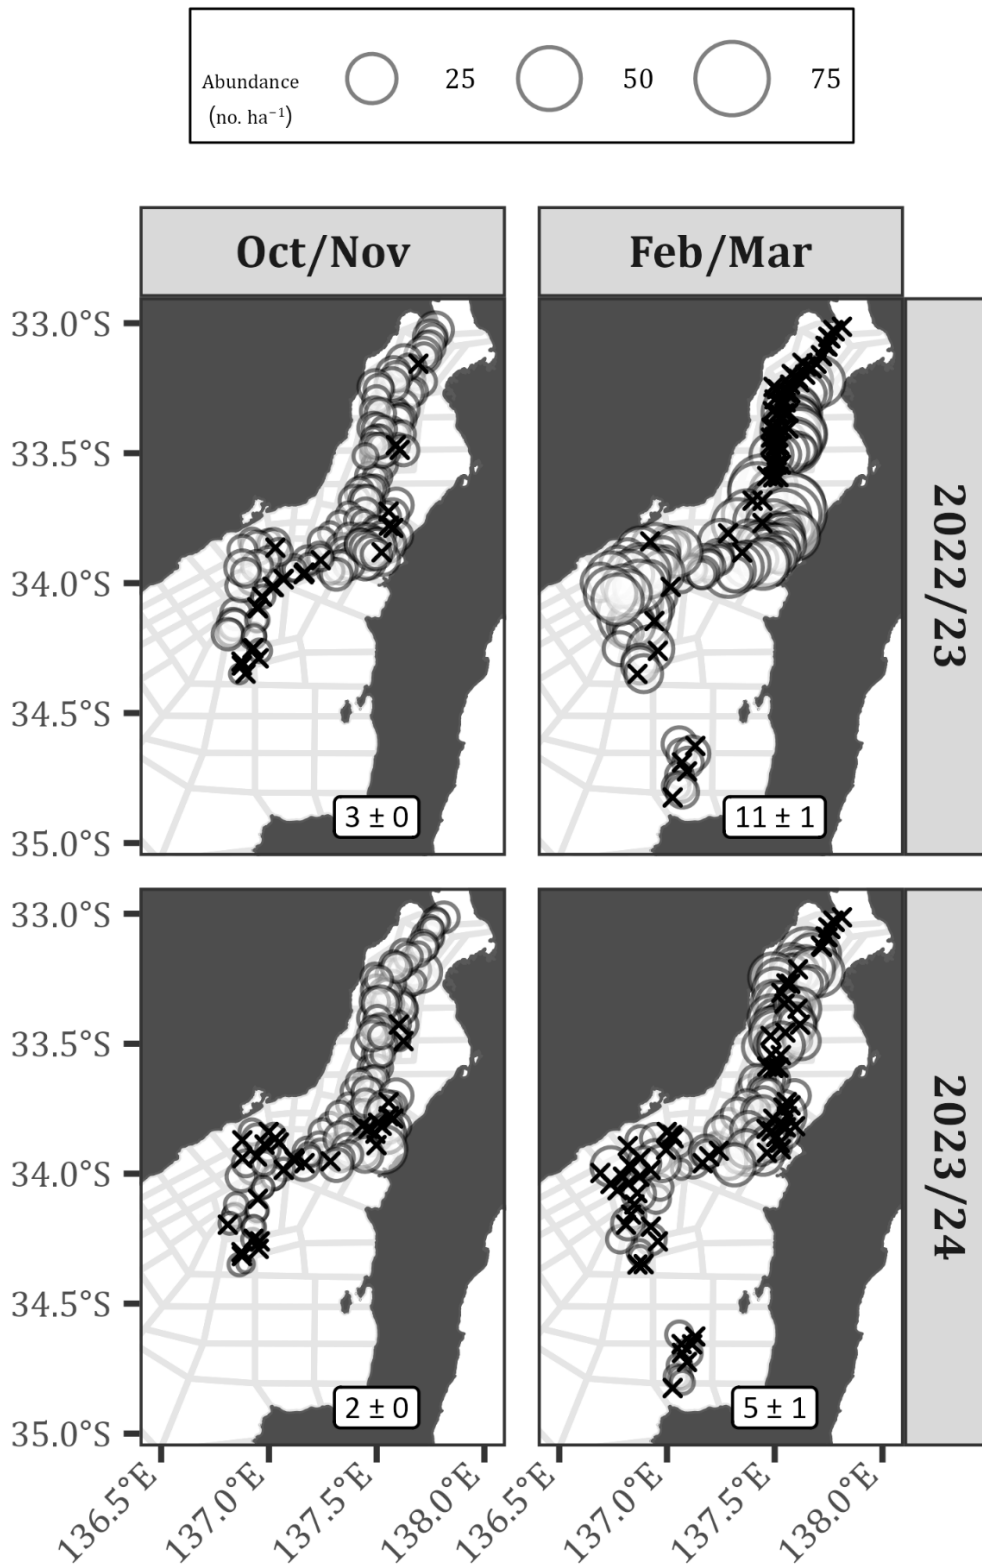 Abundance
(no. ha⁻¹)
25
50
75
Oct/Nov
Feb/Mar
33.0°S
33.5°S
34.0°S
34.5°S
35.0°S
3 ± 0
11 ± 1
2022/23
33.0°S
33.5°S
34.0°S
34.5°S
35.0°S
2 ± 0
5 ± 1
2023/24
136.5°E
137.0°E
137.5°E
138.0°E
136.5°E
137.0°E
137.5°E
138.0°E